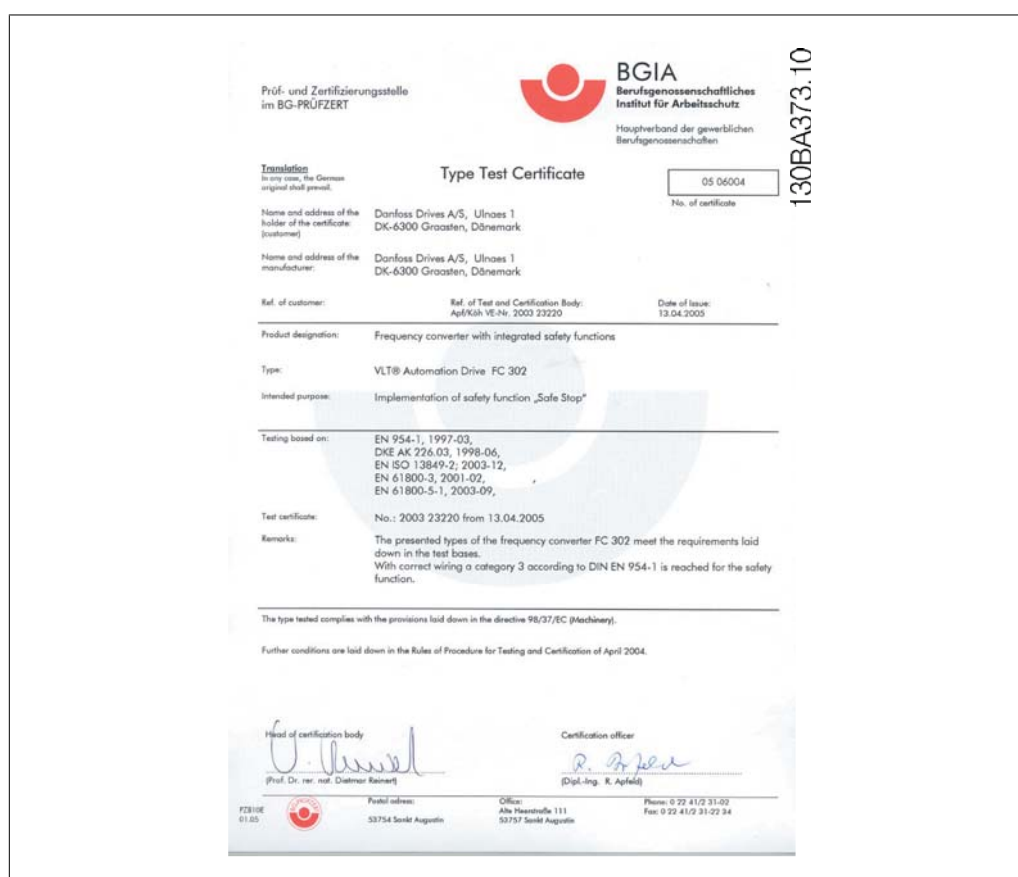 130BA373.10
Prüf- und Zertifizierungsstelle
im BG-PRÜFZERT
BGIA
Berufsgenossenschaftliches
Institut für Arbeitsschutz
Hauptverband der gewerblichen
Berufsgenossenschaften
Translation
In any case, the German
original shall prevail.
Type Test Certificate
05 06004
No. of certificate
Name and address of the
holder of the certificate:
(customer)
Danfoss Drives A/S, Ulnaes 1
DK-6300 Graasten, Dänemark
Name and address of the
manufacturer:
Danfoss Drives A/S, Ulnaes 1
DK-6300 Graasten, Dänemark
Ref. of customer:
Ref. of Test and Certification Body:
Apf/Köh VE-Nr. 2003 23220
Date of Issue:
13.04.2005
Product designation:
Frequency converter with integrated safety functions
Type:
VLT® Automation Drive FC 302
Intended purpose:
Implementation of safety function „Safe Stop“
Testing based on:
EN 954-1, 1997-03,
DKE AK 226.03, 1998-06,
EN ISO 13849-2; 2003-12,
EN 61800-3, 2001-02,
EN 61800-5-1, 2003-09,
Test certificate:
No.: 2003 23220 from 13.04.2005
Remarks:
The presented types of the frequency converter FC 302 meet the requirements laid
down in the test bases.
With correct wiring a category 3 according to DIN EN 954-1 is reached for the safety
function.
The type tested complies with the provisions laid down in the directive 98/37/EC (Machinery).
Further conditions are laid down in the Rules of Procedure for Testing and Certification of April 2004.
Head of certification body
Certification officer
(Prof. Dr. rer. nat. Dietmar Reinert)
(Dipl.-Ing. R. Apfeld)
PZB10E
01.05
Postal adress:
53754 Sankt Augustin
Office:
Alte Heerstraße 111
53757 Sankt Augustin
Phone: 0 22 41/2 31-02
Fax: 0 22 41/2 31-22 34